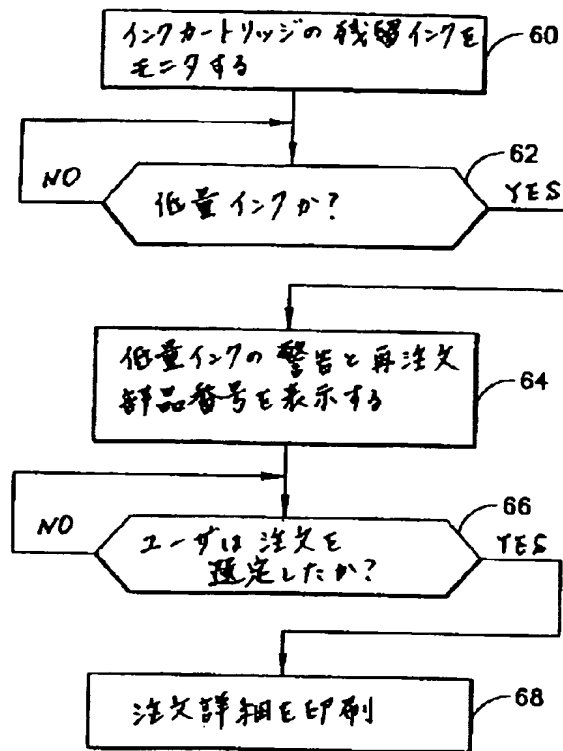 インクカートリッジの残留インクを
モニタする
60
62
NO
低量インクか?
YES
低量インクの警告と再注文
部品番号を表示する
64
66
NO
ユーザは注文を
選定したか?
YES
注文詳細を印刷
68